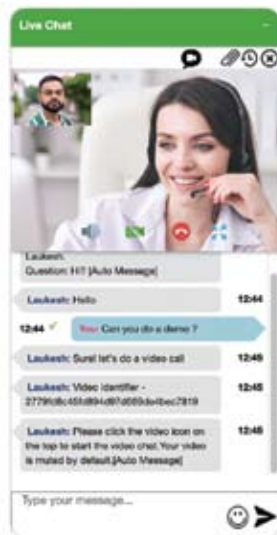 Live Chat
Laukesh.
Question: Hi? [Auto Message]
Laukesh: Hello
12:44
12:44
You: Can you do a demo ?
Laukesh: Sure! let's do a video call
12:45
Laukesh: Video Identifier -
12:45
Laukesh: Please click the video icon on
the top to start the video chat. Your video
is muted by default.[Auto Message]
12:45
Type your message...